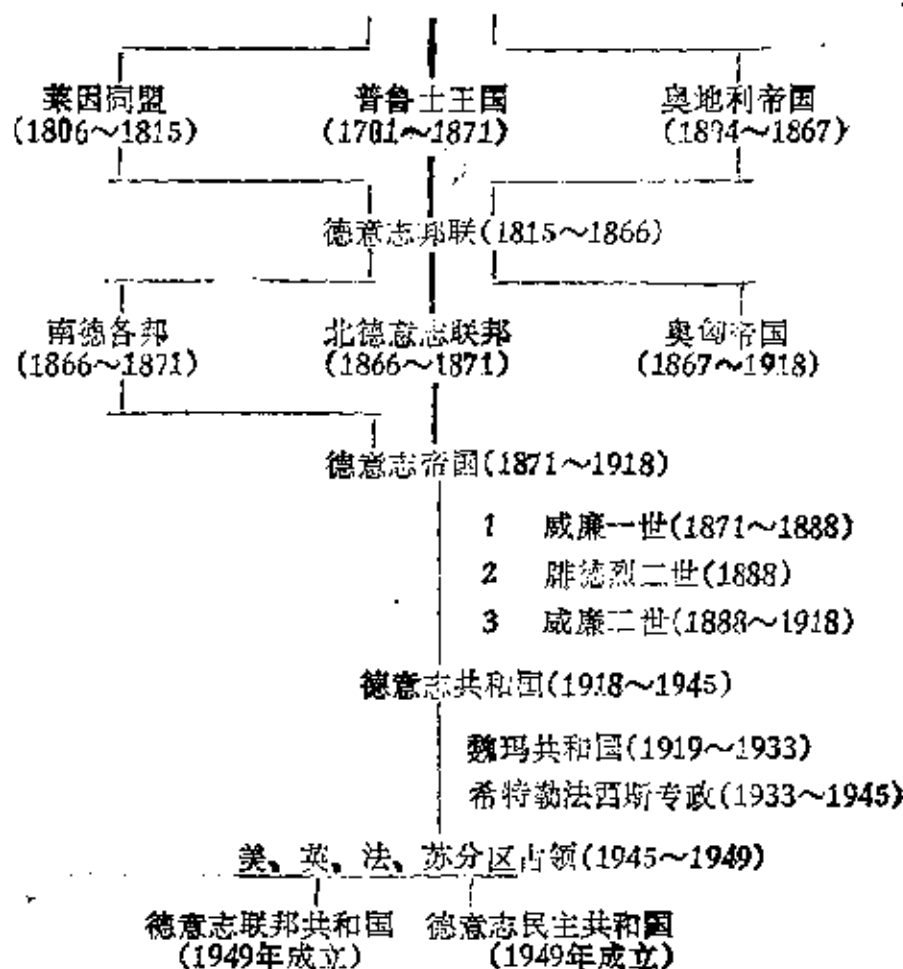 莱因同盟 普鲁士王国 奥地利帝国
(1806～1815) (1701～1871) (1804～1867)
德意志邦联(1815～1866)
南德各邦 北德意志联邦 奥匈帝国
(1866～1871) (1866～1871) (1867～1918)
德意志帝国(1871～1918)
1 威廉一世(1871～1888)
2 腓德烈二世(1888)
3 威廉二世(1888～1918)
德意志共和国(1918～1945)
魏玛共和国(1919～1933)
希特勒法西斯专政(1933～1945)
美、英、法、苏分区占领(1945～1949)
德意志联邦共和国 德意志民主共和国
(1949年成立) (1949年成立)